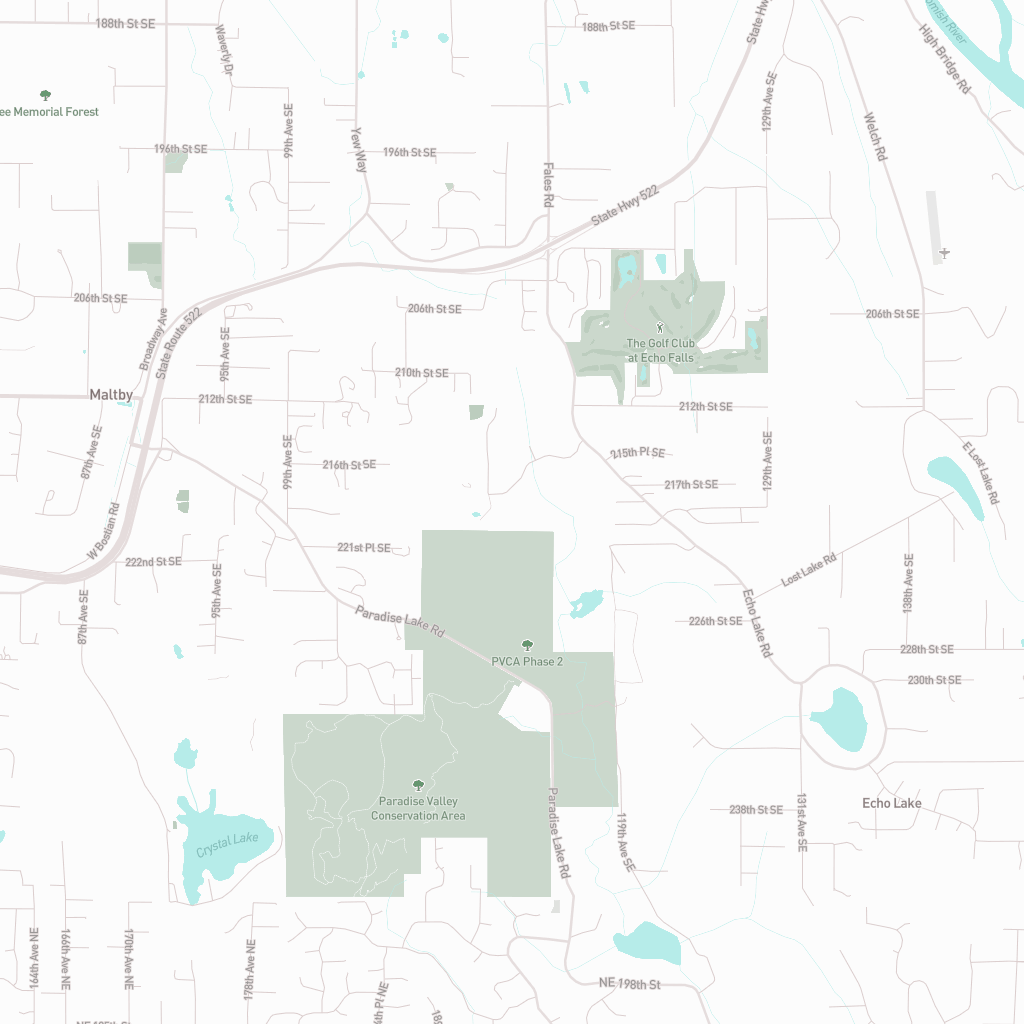 188th St SE
Waverly Dr
188th St SE
State Hwy
High Bridge Rd
River
ee Memorial Forest
99th Ave SE
129th Ave SE
Welch Rd
196th St SE
Yew Way
196th St SE
Fales Rd
State Hwy 522
206th St SE
206th St SE
206th St SE
Broadway Ave
State Route 522
95th Ave SE
The Golf Club
at Echo Falls
210th St SE
Maltby
212th St SE
212th St SE
87th Ave SE
99th Ave SE
216th St SE
215th Pl SE
129th Ave SE
E Lost Lake Rd
217th St SE
W Bostian Rd
221st Pl SE
222nd St SE
95th Ave SE
87th Ave SE
Lost Lake Rd
138th Ave SE
Paradise Lake Rd
226th St SE
Echo Lake Rd
228th St SE
PVCA Phase 2
230th St SE
Paradise Valley
Conservation Area
Paradise Lake Rd
119th Ave SE
238th St SE
131st Ave SE
Echo Lake
Crystal Lake
164th Ave NE
166th Ave NE
170th Ave NE
178th Ave NE
NE 198th St